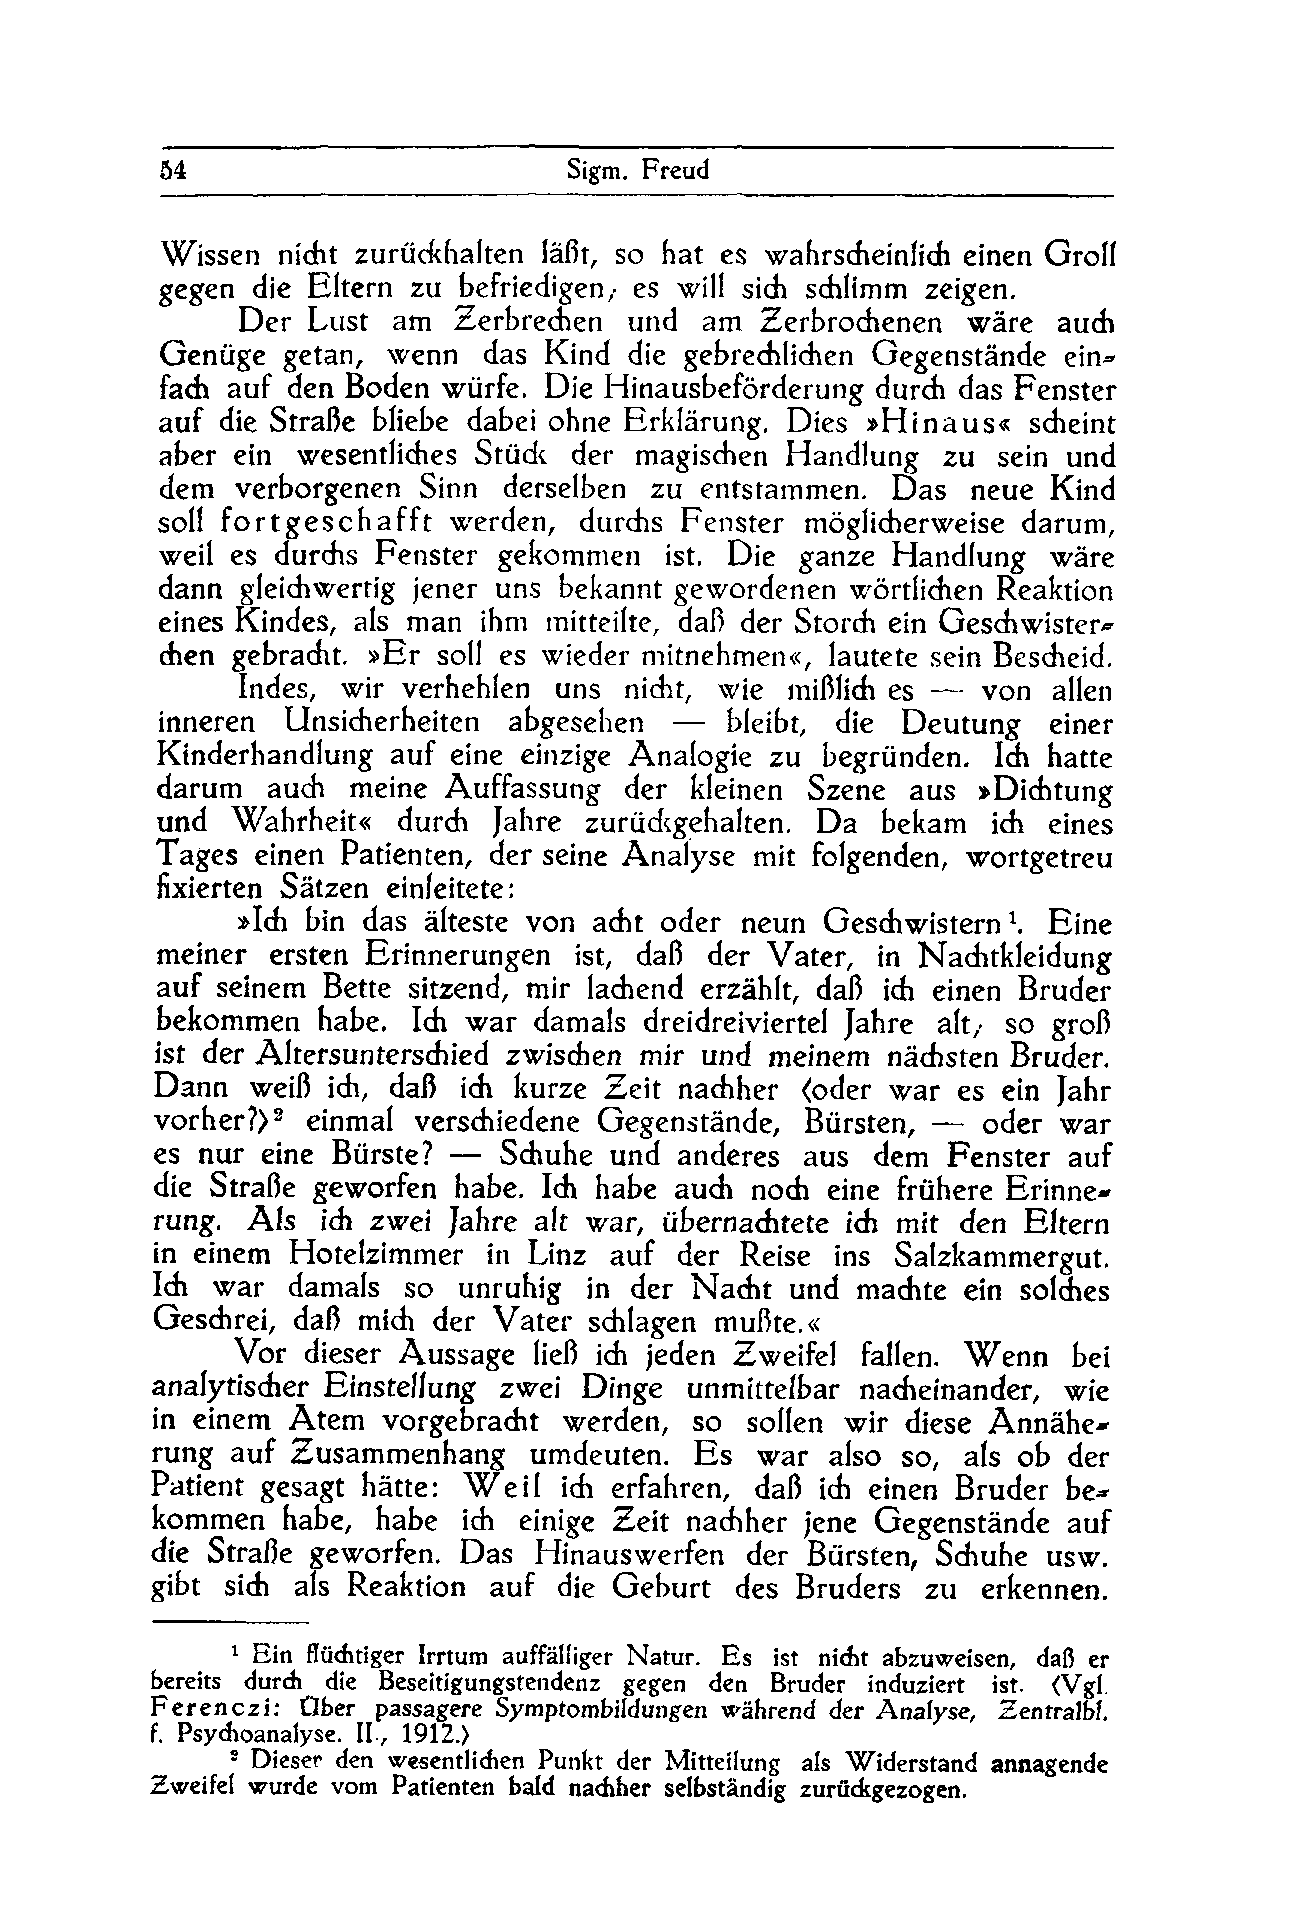 54 Sigm. Freud
Wissen nicht zurückhalten läßt, so hat es wahrscheinlich einen Groll
gegen die Eltern zu befriedigen; es will sich schlimm zeigen.
Der Lust am Zerbrechen und am Zerbrochenen wäre auch
Genüge getan, wenn das Kind die gebrechlichen Gegenstände ein-
fach auf den Boden würfe. Die Hinausbeförderung durch das Fenster
auf die Straße bliebe dabei ohne Erklärung. Dies »Hinaus« scheint
aber ein wesentliches Stück der magischen Handlung zu sein und
dem verborgenen Sinn derselben zu entstammen. Das neue Kind
soll fortgeschafft werden, durchs Fenster möglicherweise darum,
weil es durchs Fenster gekommen ist. Die ganze Handlung wäre
dann gleichwertig jener uns bekannt gewordenen wörtlichen Reaktion
eines Kindes, als man ihm mitteilte, daß der Storch ein Geschwister-
chen gebracht. »Er soll es wieder mitnehmen«, lautete sein Bescheid.
Indes, wir verhehlen uns nicht, wie mißlich es — von allen
inneren Unsicherheiten abgesehen — bleibt, die Deutung einer
Kinderhandlung auf eine einzige Analogie zu begründen. Ich hatte
darum auch meine Auffassung der kleinen Szene aus »Dichtung
und Wahrheit« durch Jahre zurückgehalten. Da bekam ich eines
Tages einen Patienten, der seine Analyse mit folgenden, wortgetreu
fixierten Sätzen einleitete:
»Ich bin das älteste von acht oder neun Geschwistern¹. Eine
meiner ersten Erinnerungen ist, daß der Vater, in Nachtkleidung
auf seinem Bette sitzend, mir lachend erzählt, daß ich einen Bruder
bekommen habe. Ich war damals dreidreiviertel Jahre alt; so groß
ist der Altersunterschied zwischen mir und meinem nächsten Bruder.
Dann weiß ich, daß ich kurze Zeit nachher (oder war es ein Jahr
vorher?)² einmal verschiedene Gegenstände, Bürsten, — oder war
es nur eine Bürste? — Schuhe und anderes aus dem Fenster auf
die Straße geworfen habe. Ich habe auch noch eine frühere Erinne-
rung. Als ich zwei Jahre alt war, übernachtete ich mit den Eltern
in einem Hotelzimmer in Linz auf der Reise ins Salzkammergut.
Ich war damals so unruhig in der Nacht und machte ein solches
Geschrei, daß mich der Vater schlagen mußte.«
Vor dieser Aussage ließ ich jeden Zweifel fallen. Wenn bei
analytischer Einstellung zwei Dinge unmittelbar nacheinander, wie
in einem Atem vorgebracht werden, so sollen wir diese Annähe-
rung auf Zusammenhang umdeuten. Es war also so, als ob der
Patient gesagt hätte: Weil ich erfahren, daß ich einen Bruder be-
kommen habe, habe ich einige Zeit nachher jene Gegenstände auf
die Straße geworfen. Das Hinauswerfen der Bürsten, Schuhe usw.
gibt sich als Reaktion auf die Geburt des Bruders zu erkennen.
¹ Ein flüchtiger Irrtum auffälliger Natur. Es ist nicht abzuweisen, daß er
bereits durch die Beseitigungstendenz gegen den Bruder induziert ist. (Vgl.
Ferenczi: Über passagere Symptombildungen während der Analyse, Zentralbl.
f. Psychoanalyse. II., 1912.)
² Dieser den wesentlichen Punkt der Mitteilung als Widerstand annagende
Zweifel wurde vom Patienten bald nachher selbständig zurückgezogen.